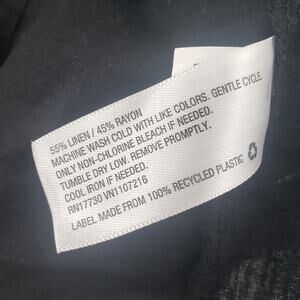 55% LINEN / 45% RAYON
MACHINE WASH COLD WITH LIKE COLORS. GENTLE CYCLE
ONLY NON-CHLORINE BLEACH IF NEEDED.
TUMBLE DRY LOW. REMOVE PROMPTLY.
COOL IRON IF NEEDED.
RN17730 VN1107216
LABEL MADE FROM 100% RECYCLED PLASTIC